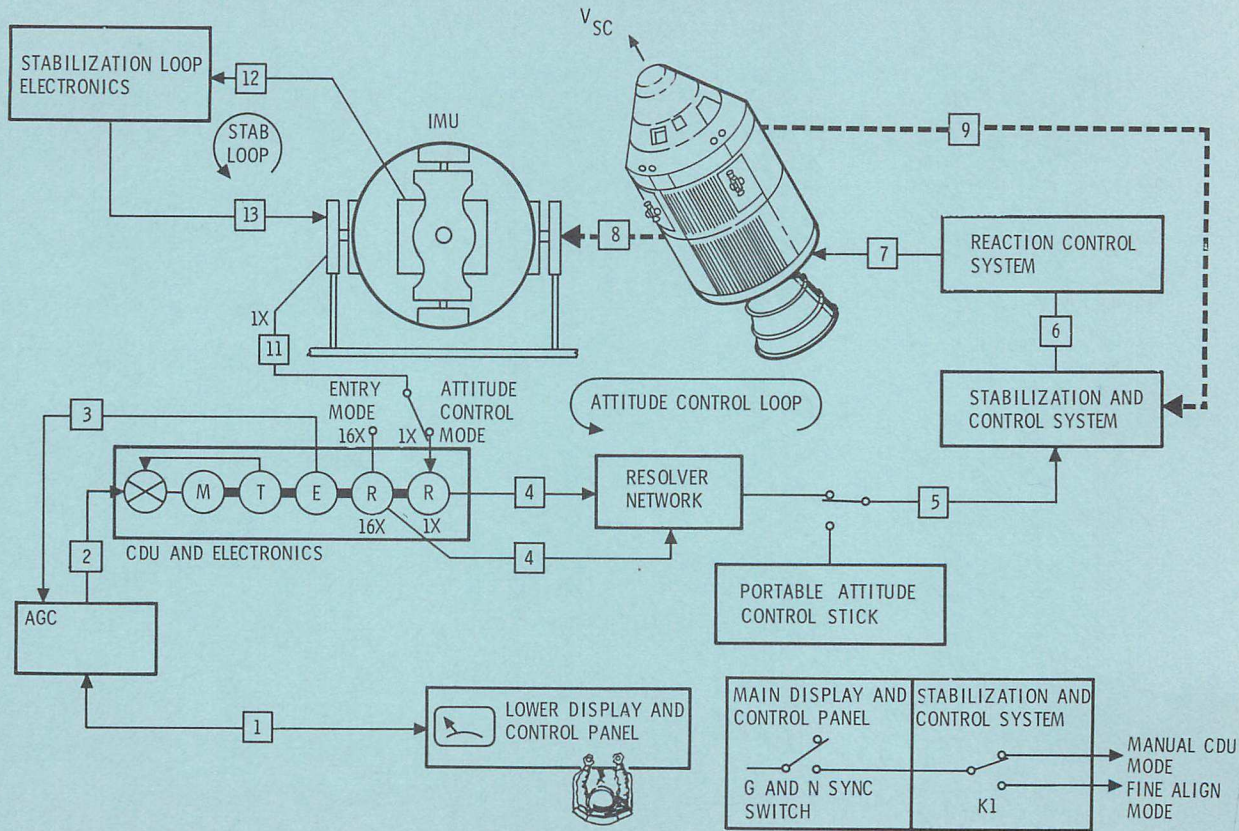 V
SC
STABILIZATION LOOP
ELECTRONICS
12
STAB
LOOP
IMU
9
13
8
7
REACTION CONTROL
SYSTEM
1X
11
6
ENTRY
MODE
16X
ATTITUDE
CONTROL
MODE
1X
ATTITUDE CONTROL LOOP
STABILIZATION AND
CONTROL SYSTEM
3
M
T
E
R
R
16X
1X
4
4
RESOLVER
NETWORK
5
2
CDU AND ELECTRONICS
AGC
PORTABLE ATTITUDE
CONTROL STICK
1
LOWER DISPLAY AND
CONTROL PANEL
MAIN DISPLAY AND
CONTROL PANEL
G AND N SYNC
SWITCH
STABILIZATION AND
CONTROL SYSTEM
K1
MANUAL CDU
MODE
FINE ALIGN
MODE